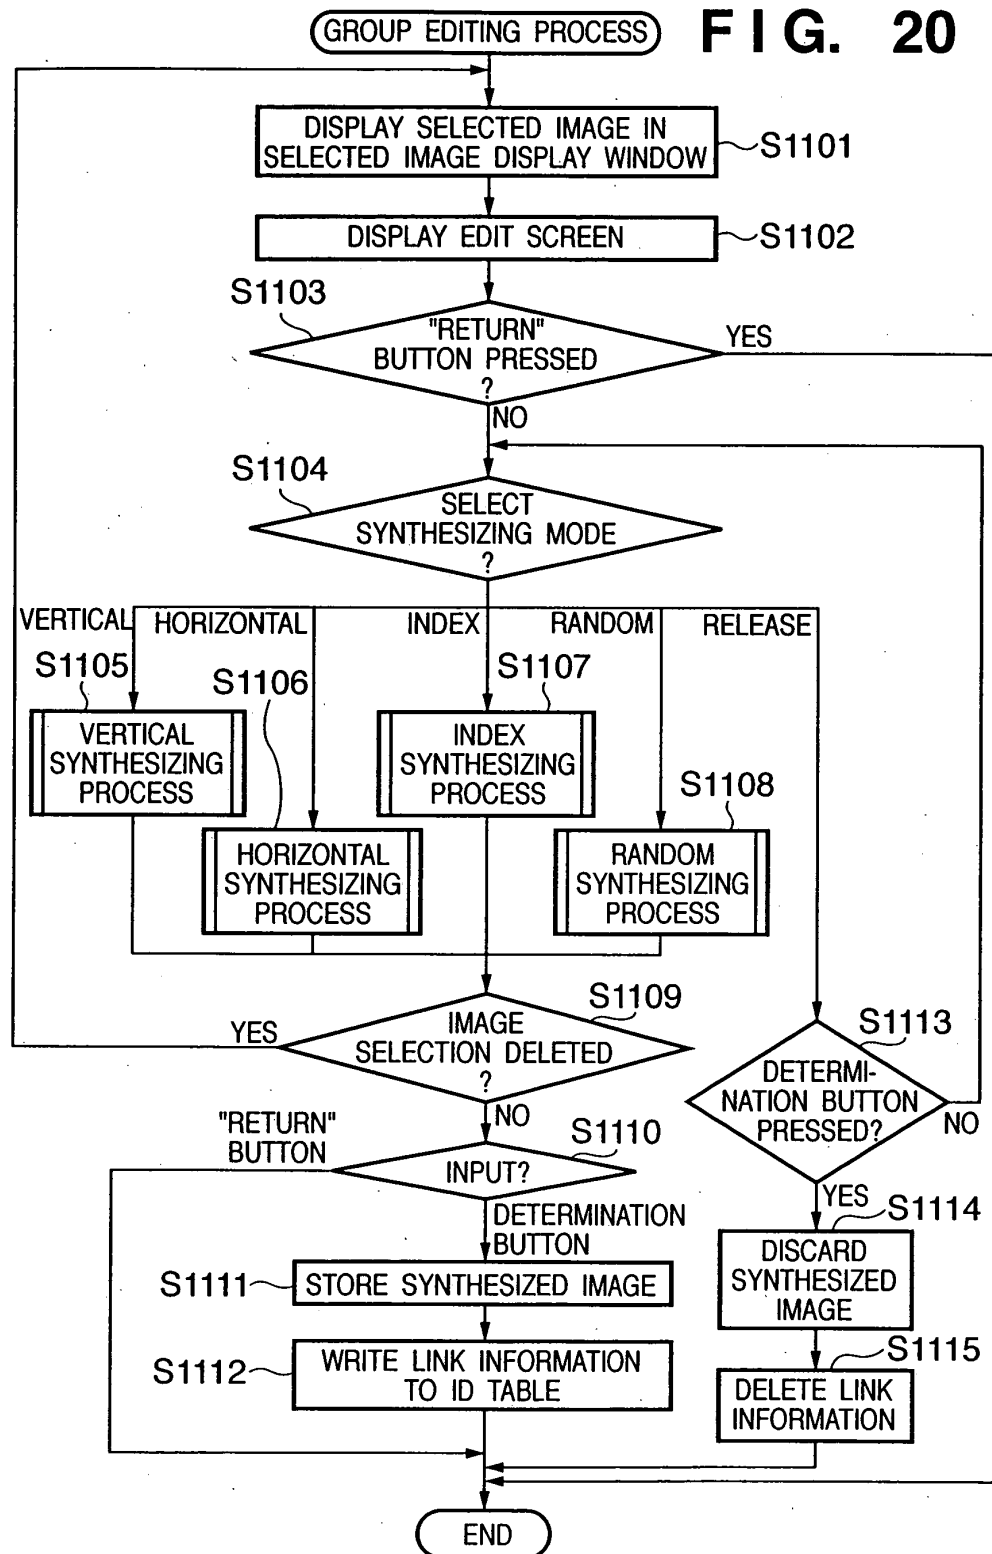 GROUP EDITING PROCESS
FIG. 20
DISPLAY SELECTED IMAGE IN
SELECTED IMAGE DISPLAY WINDOW
S1101
DISPLAY EDIT SCREEN
S1102
S1103
"RETURN"
BUTTON PRESSED
?
YES
NO
S1104
SELECT
SYNTHESIZING MODE
?
VERTICAL
HORIZONTAL
INDEX
RANDOM
RELEASE
S1105
S1106
S1107
VERTICAL
SYNTHESIZING
PROCESS
INDEX
SYNTHESIZING
PROCESS
S1108
HORIZONTAL
SYNTHESIZING
PROCESS
RANDOM
SYNTHESIZING
PROCESS
S1109
YES
IMAGE
SELECTION DELETED
?
NO
S1113
DETERMI-
NATION BUTTON
PRESSED?
NO
YES
"RETURN"
BUTTON
S1110
INPUT?
DETERMINATION
BUTTON
S1114
DISCARD
SYNTHESIZED
IMAGE
S1111
STORE SYNTHESIZED IMAGE
S1112
WRITE LINK INFORMATION
TO ID TABLE
S1115
DELETE LINK
INFORMATION
END